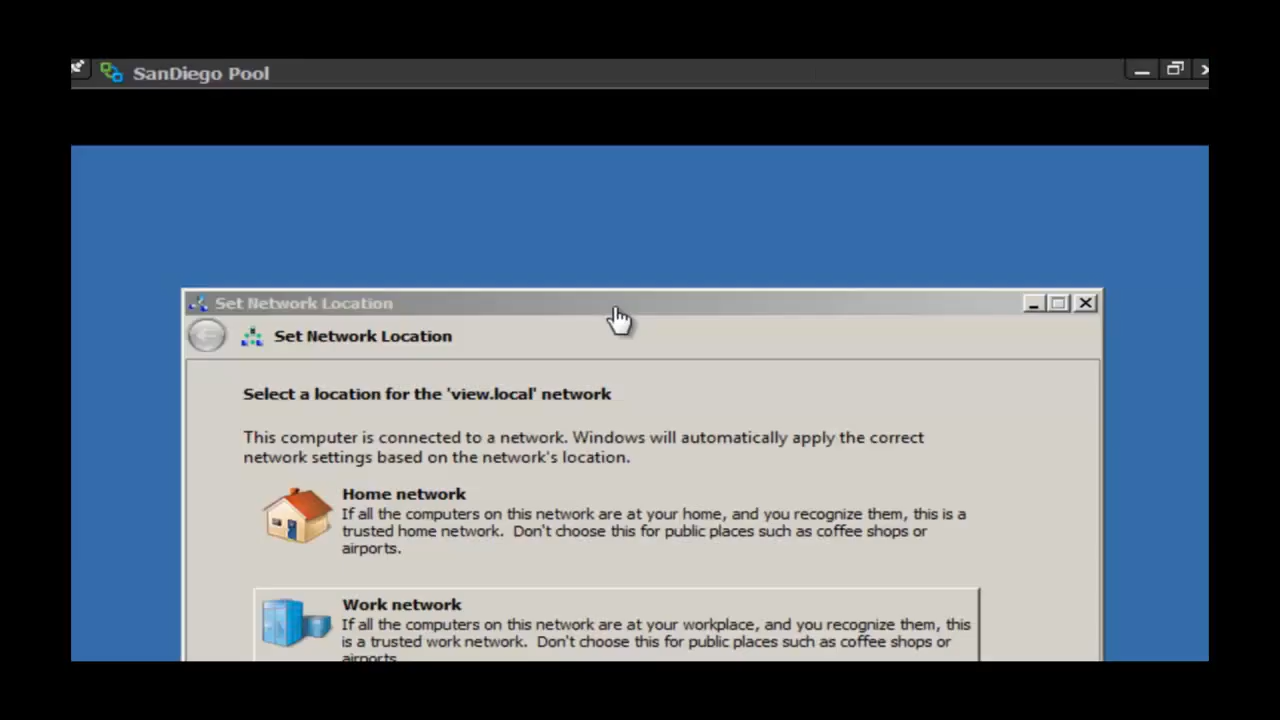 SanDiego Pool
Set Network Location
Set Network Location
Select a location for the 'view.local' network
This computer is connected to a network. Windows will automatically apply the correct
network settings based on the network's location.
Home network
If all the computers on this network are at your home, and you recognize them, this is a
trusted home network.  Don't choose this for public places such as coffee shops or
airports.
Work network
If all the computers on this network are at your workplace, and you recognize them, this
is a trusted work network.  Don't choose this for public places such as coffee shops or
airports